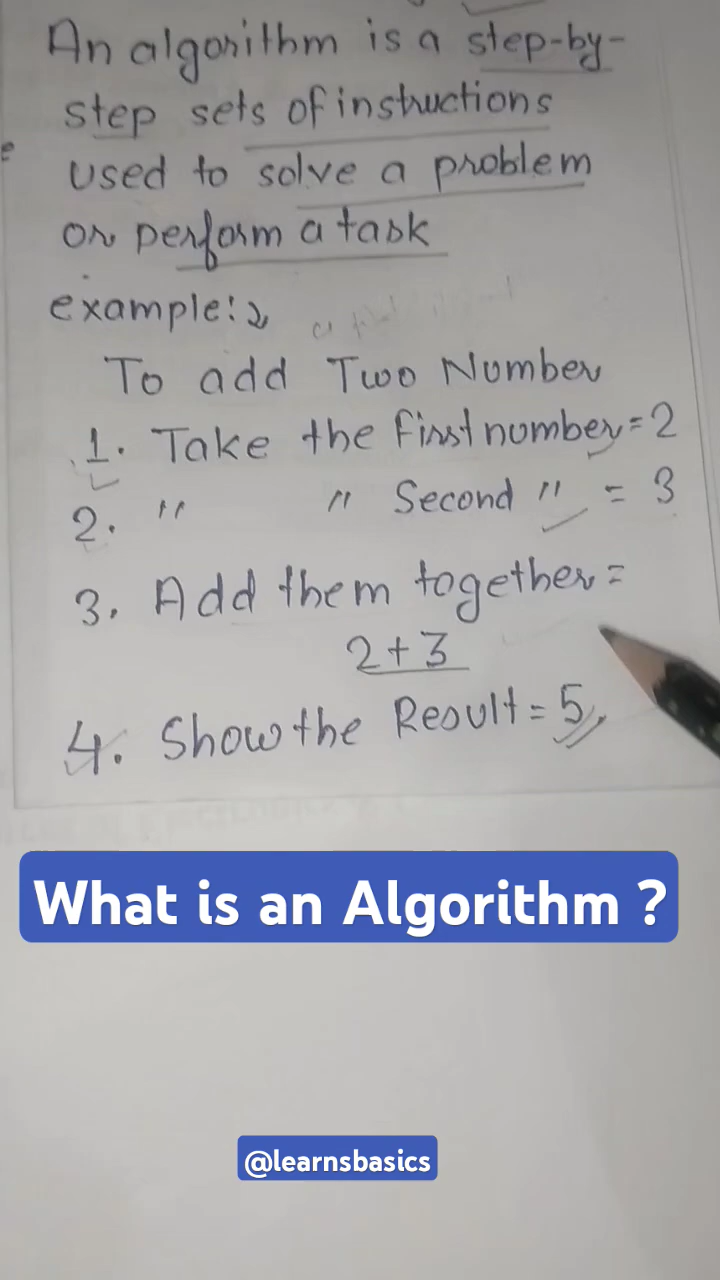 An algorithm is a step-by-
step sets of instructions
used to solve a problem
or perform a task
example:
To add Two Number
1. Take the first number = 2
2. " " Second " = 3
3. Add them together =
2+3
4. Show the Result = 5
What is an Algorithm ?
@learnsbasics